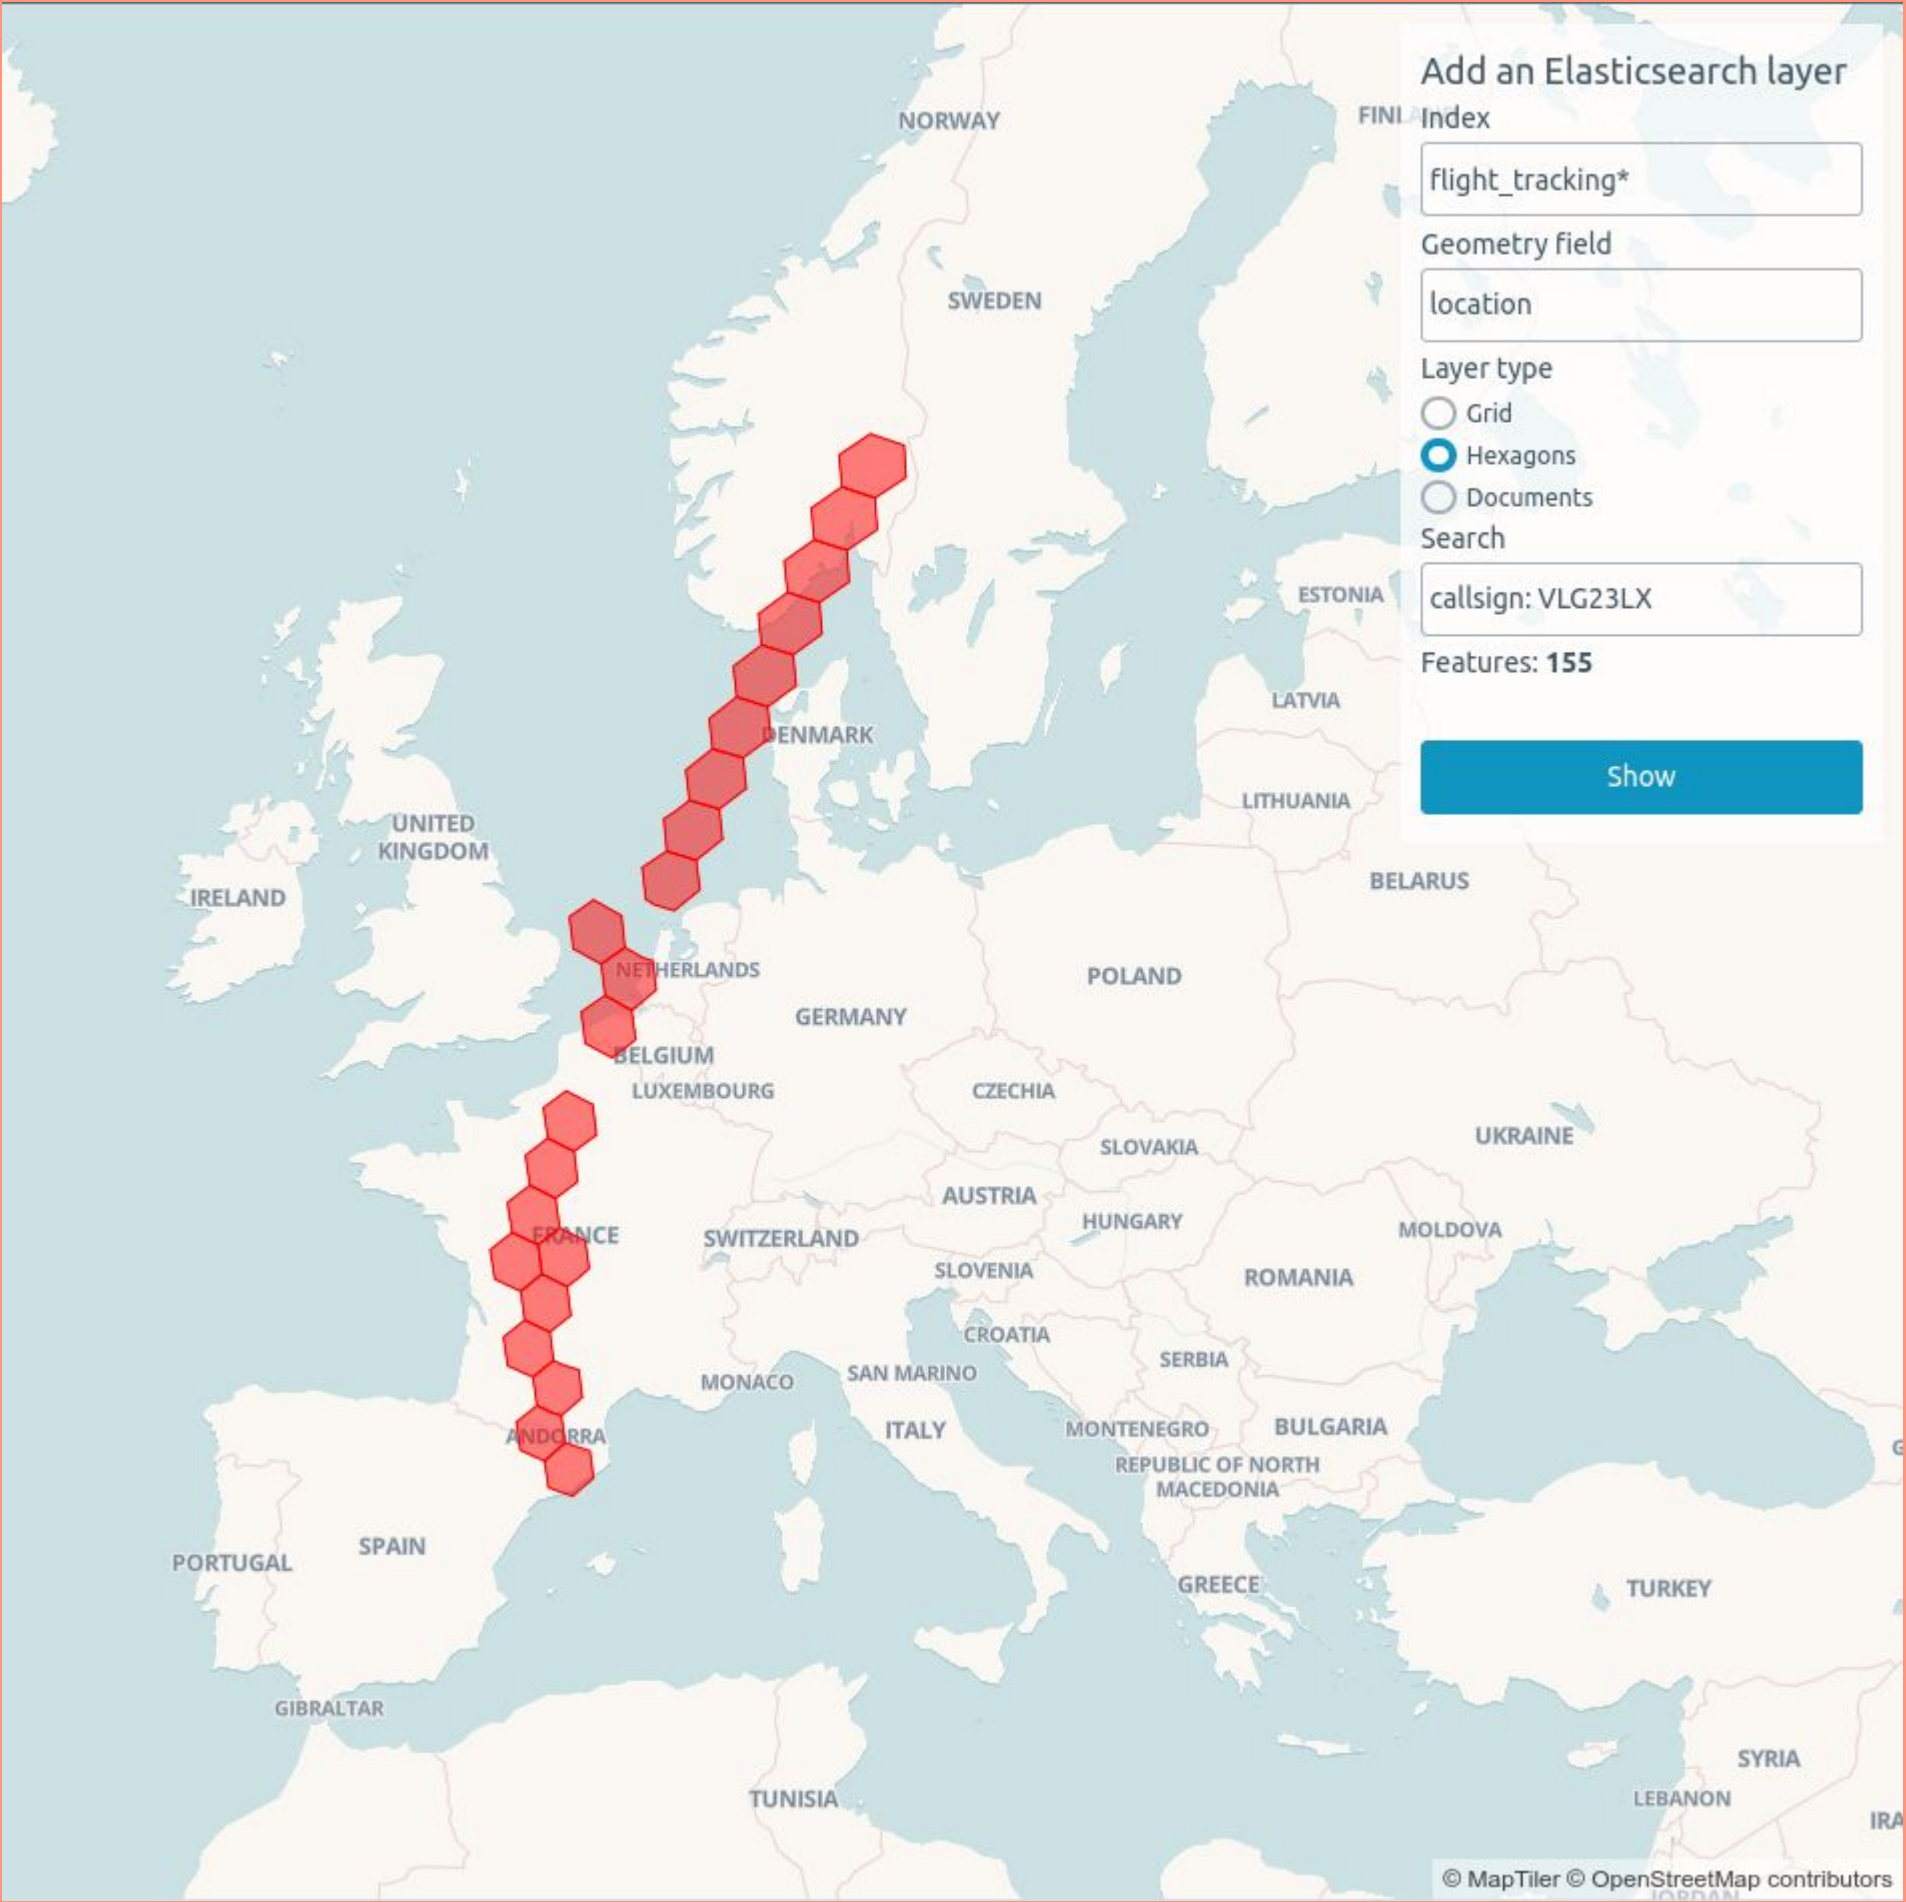 Add an Elasticsearch layer
Index
flight_tracking*
Geometry field
location
Layer type
Grid
Hexagons
Documents
Search
callsign: VLG23LX
Features: 155
Show
NORWAY
SWEDEN
ESTONIA
LATVIA
DENMARK
LITHUANIA
UNITED
KINGDOM
BELARUS
IRELAND
NETHERLANDS
POLAND
GERMANY
BELGIUM
LUXEMBOURG
CZECHIA
UKRAINE
SLOVAKIA
AUSTRIA
HUNGARY
MOLDOVA
FRANCE
SWITZERLAND
SLOVENIA
ROMANIA
CROATIA
SERBIA
SAN MARINO
MONACO
ITALY
MONTENEGRO
BULGARIA
ANDORRA
REPUBLIC OF NORTH
MACEDONIA
SPAIN
PORTUGAL
GREECE
TURKEY
GIBRALTAR
SYRIA
TUNISIA
LEBANON
IRA
© MapTiler © OpenStreetMap contributors